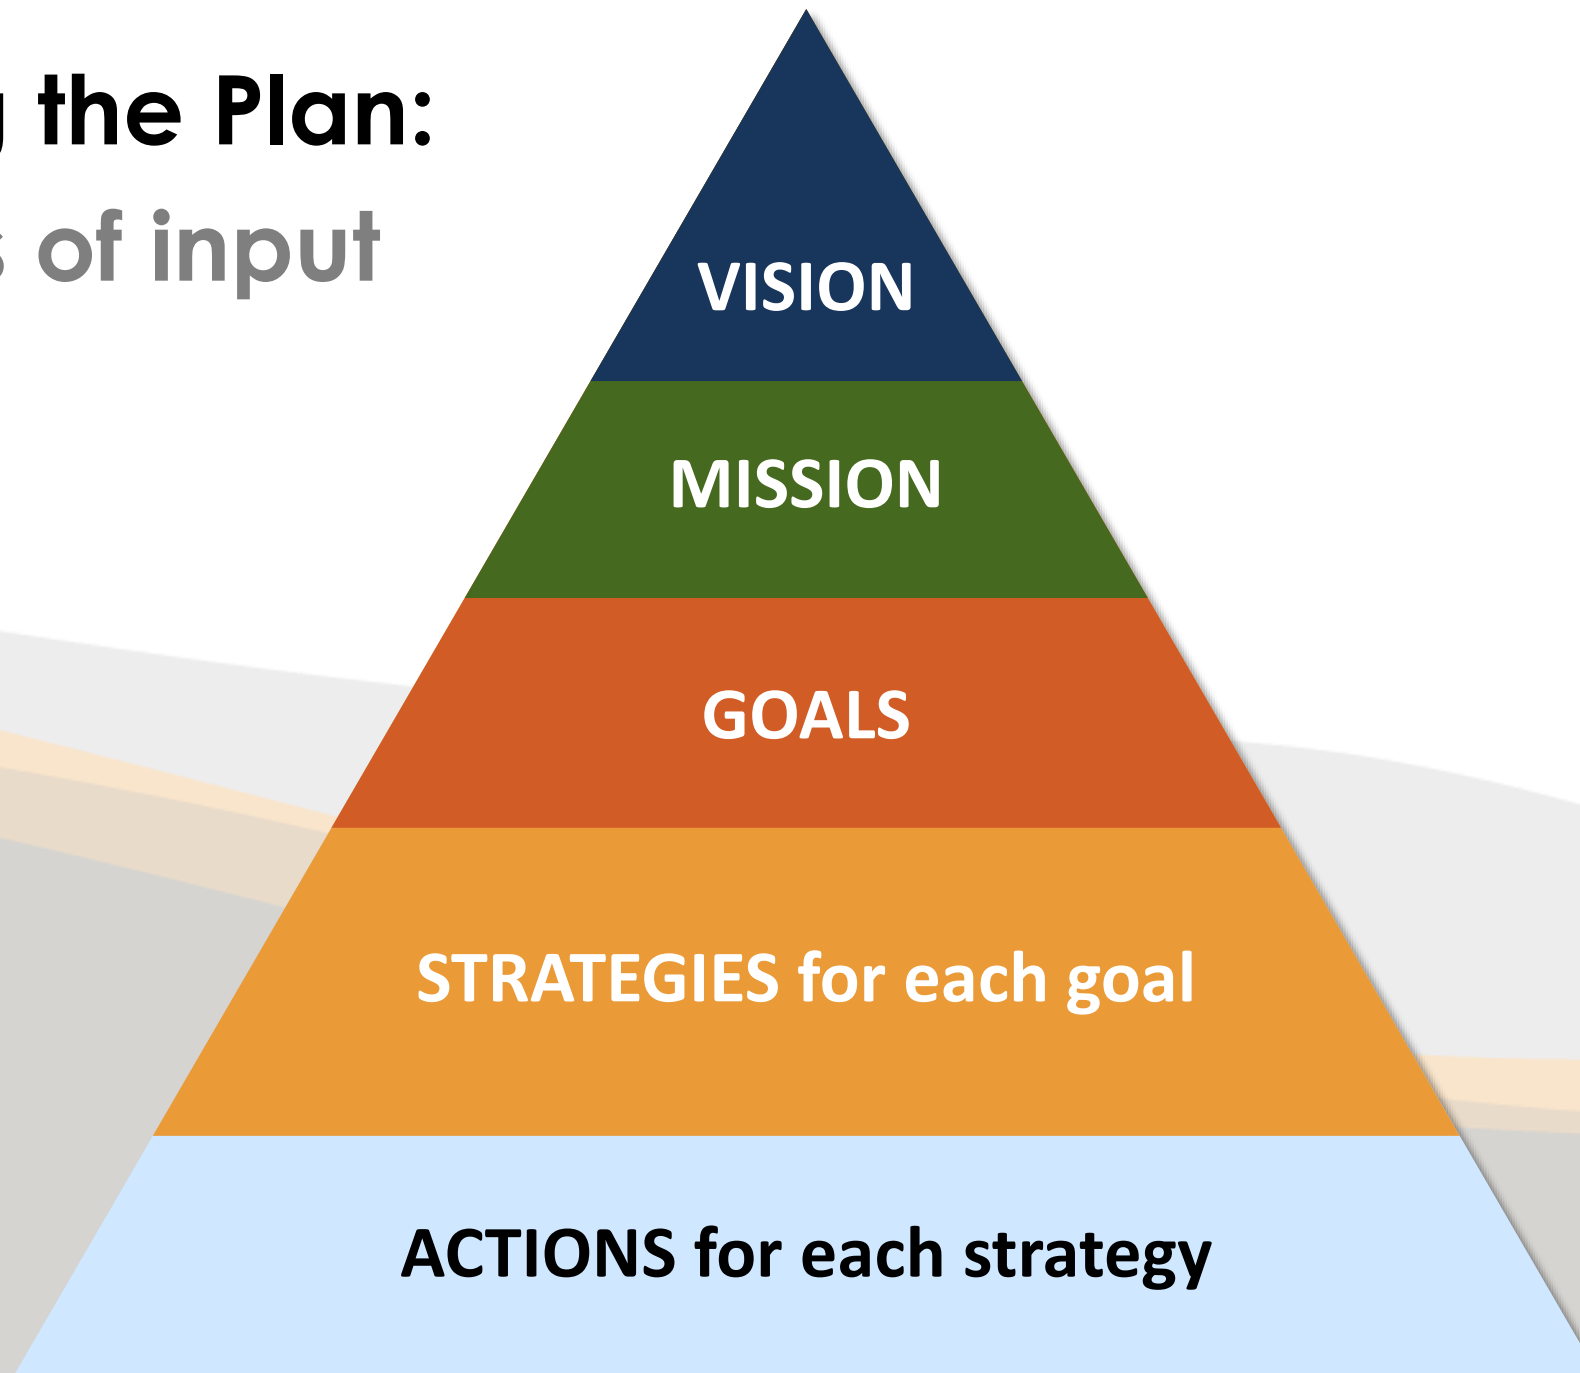 the Plan:
of input
VISION
MISSION
GOALS
STRATEGIES for each goal
ACTIONS for each strategy